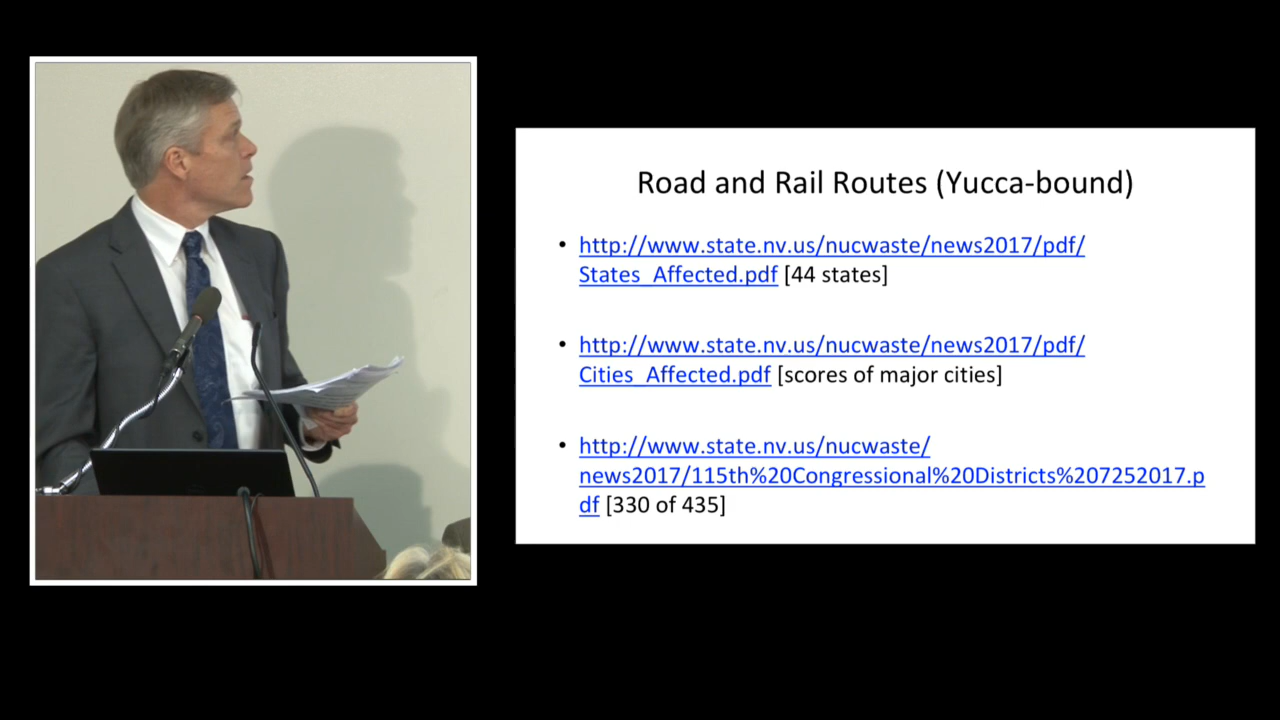 Road and Rail Routes (Yucca-bound)
• http://www.state.nv.us/nucwaste/news2017/pdf/
States_Affected.pdf [44 states]
• http://www.state.nv.us/nucwaste/news2017/pdf/
Cities_Affected.pdf [scores of major cities]
• http://www.state.nv.us/nucwaste/
news2017/115th%20Congressional%20Districts%207252017.p
df [330 of 435]